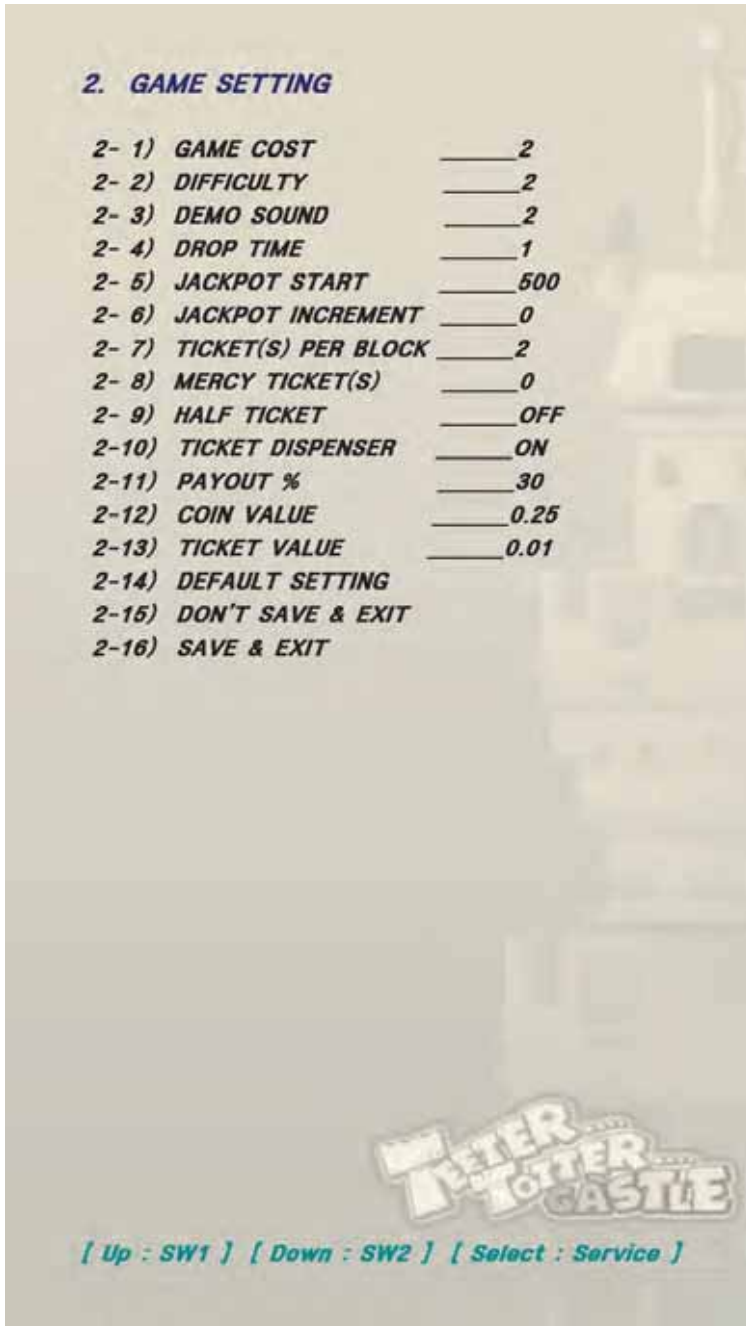 2. GAME SETTING
2- 1) GAME COST ______2
2- 2) DIFFICULTY ______2
2- 3) DEMO SOUND ______2
2- 4) DROP TIME ______1
2- 5) JACKPOT START ______500
2- 6) JACKPOT INCREMENT ______0
2- 7) TICKET(S) PER BLOCK ______2
2- 8) MERCY TICKET(S) ______0
2- 9) HALF TICKET ______OFF
2-10) TICKET DISPENSER ______ON
2-11) PAYOUT % ______30
2-12) COIN VALUE ______0.25
2-13) TICKET VALUE ______0.01
2-14) DEFAULT SETTING
2-15) DON'T SAVE & EXIT
2-16) SAVE & EXIT
TEETER
TOTTER
CASTLE
[ Up : SW1 ] [ Down : SW2 ] [ Select : Service ]